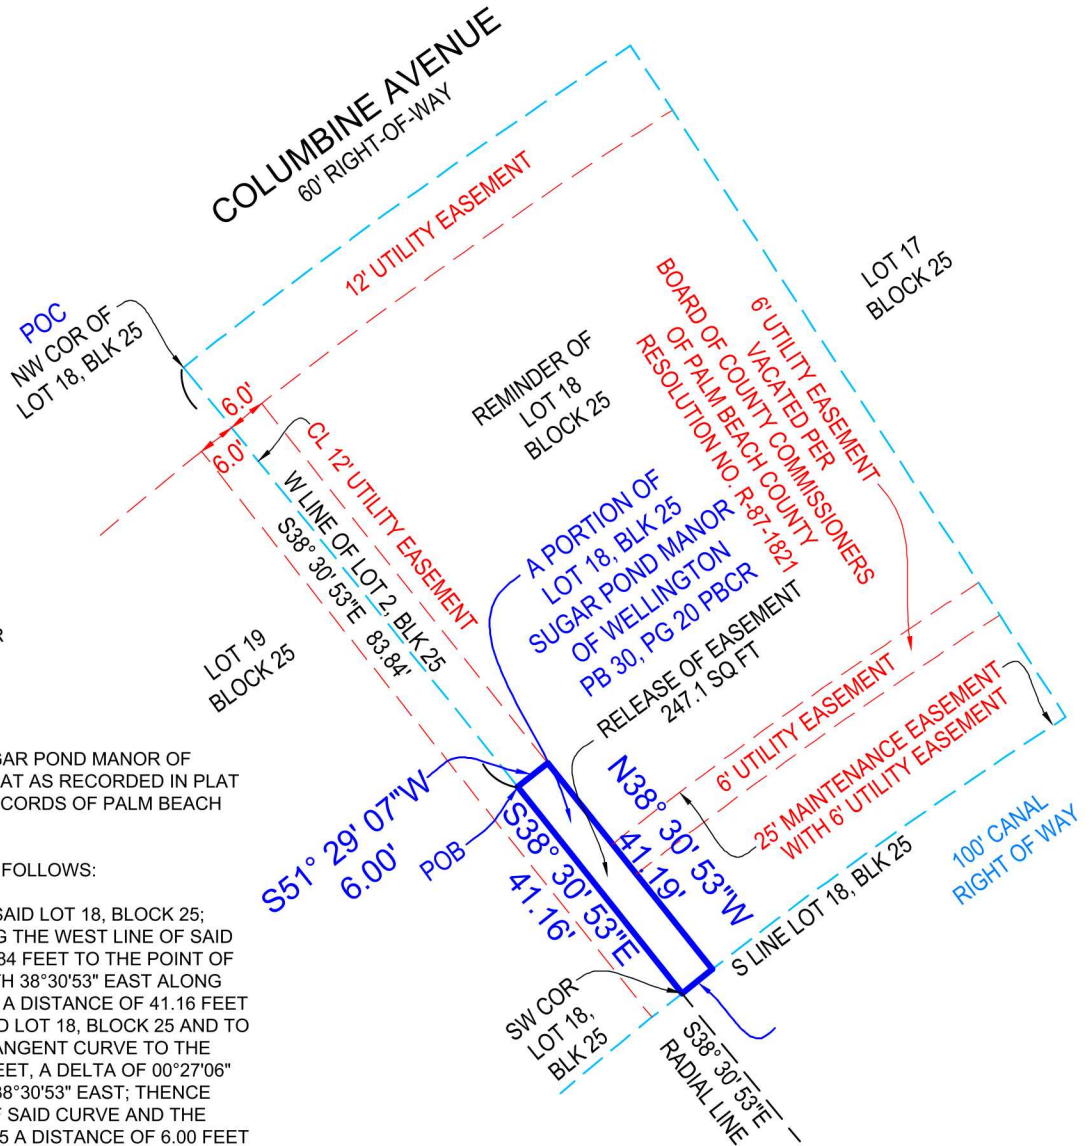 COLUMBINE AVENUE
60' RIGHT-OF-WAY
12' UTILITY EASEMENT
POC
NW COR OF
LOT 18, BLK 25
LOT 17
BLOCK 25
6.0'
6.0'
CL 12' UTILITY EASEMENT
W LINE OF LOT 2, BLK 25
S38° 30' 53"E 83.84'
REMINDER OF
LOT 18
BLOCK 25
6' UTILITY EASEMENT
VACATED PER
BOARD OF COUNTY COMMISSIONERS
OF PALM BEACH COUNTY
RESOLUTION NO. R-87-1821
A PORTION OF
LOT 18, BLK 25
SUGAR POND MANOR
OF WELLINGTON
PB 30, PG 20 PBCR
RELEASE OF EASEMENT
247.1 SQ.FT
LOT 19
BLOCK 25
6' UTILITY EASEMENT
25' MAINTENANCE EASEMENT
WITH 6' UTILITY EASEMENT
100' CANAL
RIGHT OF WAY
S51° 29' 07"W
6.00'
POB
S38° 30' 53"E
41.16'
N38° 30' 53"W
41.19'
S LINE LOT 18, BLK 25
SW COR
LOT 18,
BLK 25
S38° 30' 53"E
RADIAL LINE
R
GAR POND MANOR OF
AT AS RECORDED IN PLAT
CORDS OF PALM BEACH
FOLLOWS:
SAID LOT 18, BLOCK 25;
G THE WEST LINE OF SAID
84 FEET TO THE POINT OF
TH 38°30'53" EAST ALONG
A DISTANCE OF 41.16 FEET
D LOT 18, BLOCK 25 AND TO
ANGENT CURVE TO THE
EET, A DELTA OF 00°27'06"
38°30'53" EAST; THENCE
F SAID CURVE AND THE
5 A DISTANCE OF 6.00 FEET